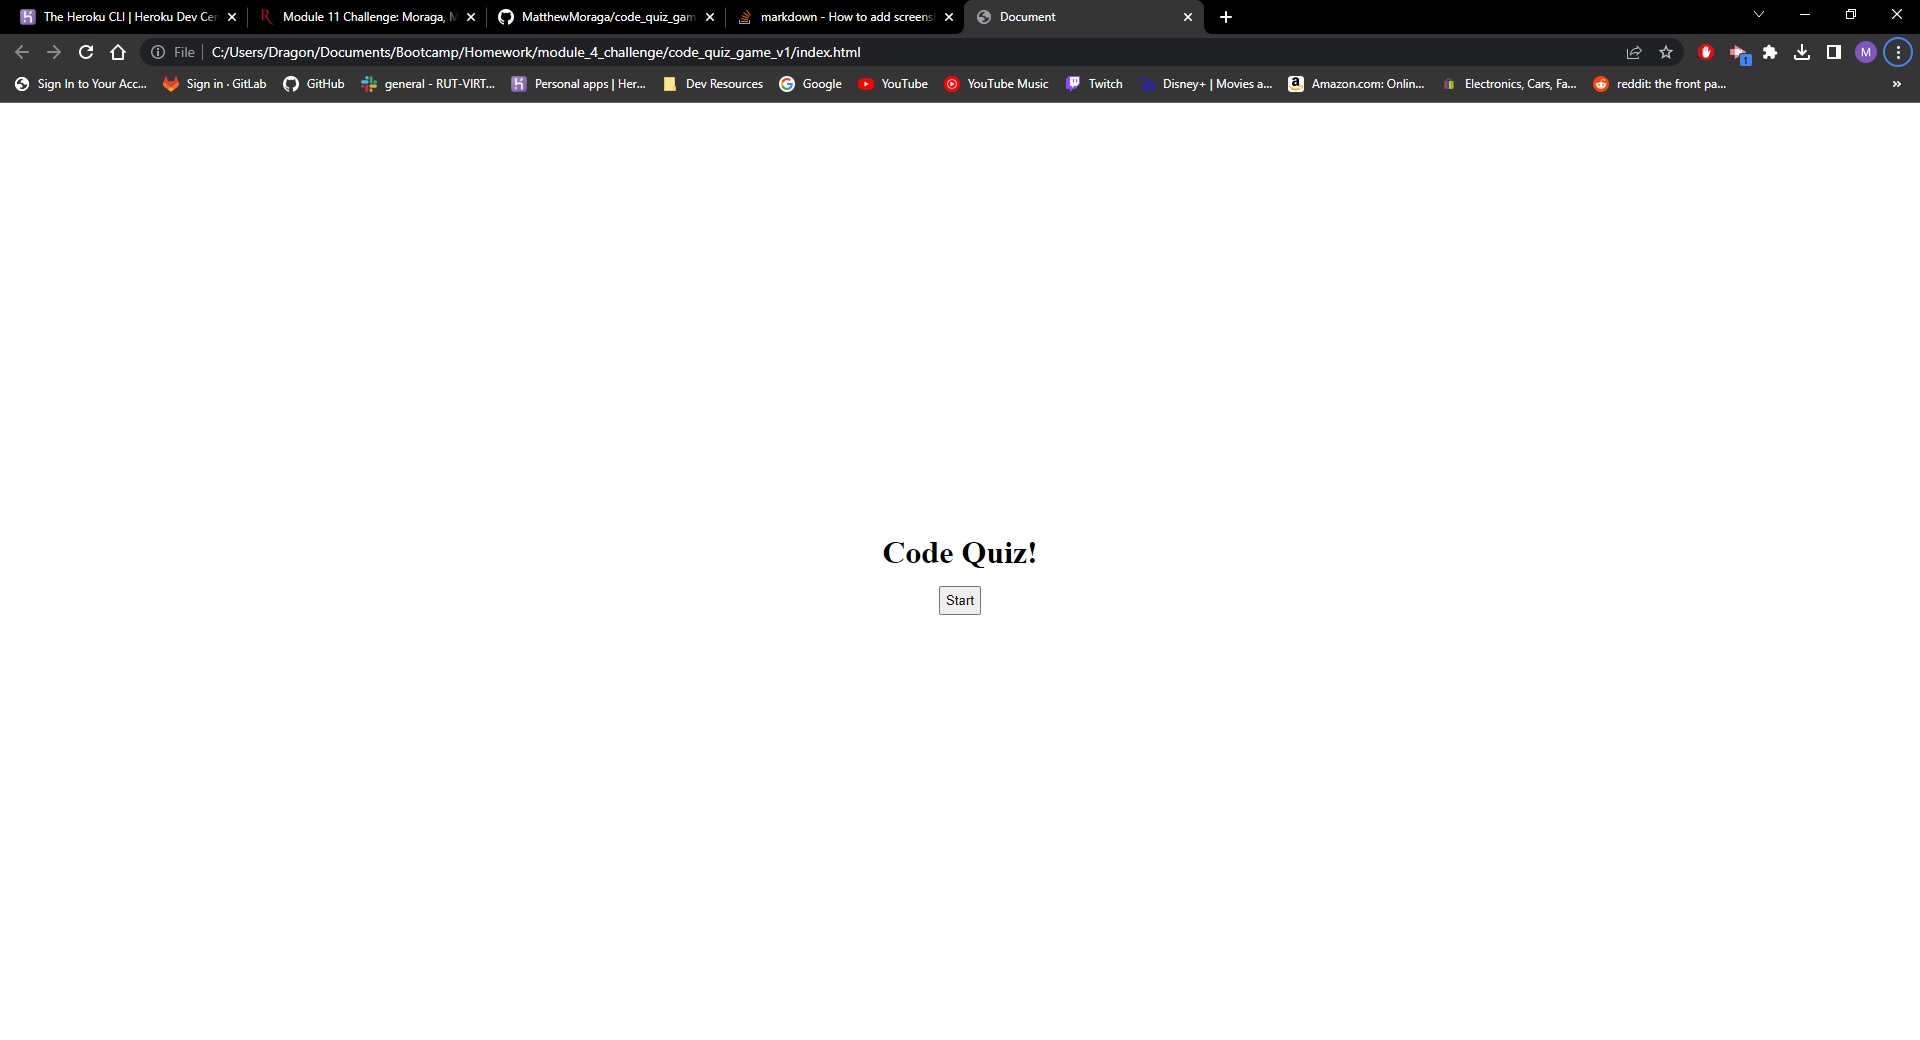 The Heroku CLI | Heroku Dev Cen
Module 11 Challenge: Moraga, M
MatthewMoraga/code_quiz_gam
markdown - How to add screens
Document
File
C:/Users/Dragon/Documents/Bootcamp/Homework/module_4_challenge/code_quiz_game_v1/index.html
1
M
Sign In to Your Acc...
Sign in · GitLab
GitHub
general - RUT-VIRT...
Personal apps | Her...
Dev Resources
Google
YouTube
YouTube Music
Twitch
Disney+ | Movies a...
Amazon.com: Onlin...
Electronics, Cars, Fa...
reddit: the front pa...
»
Code Quiz!
Start